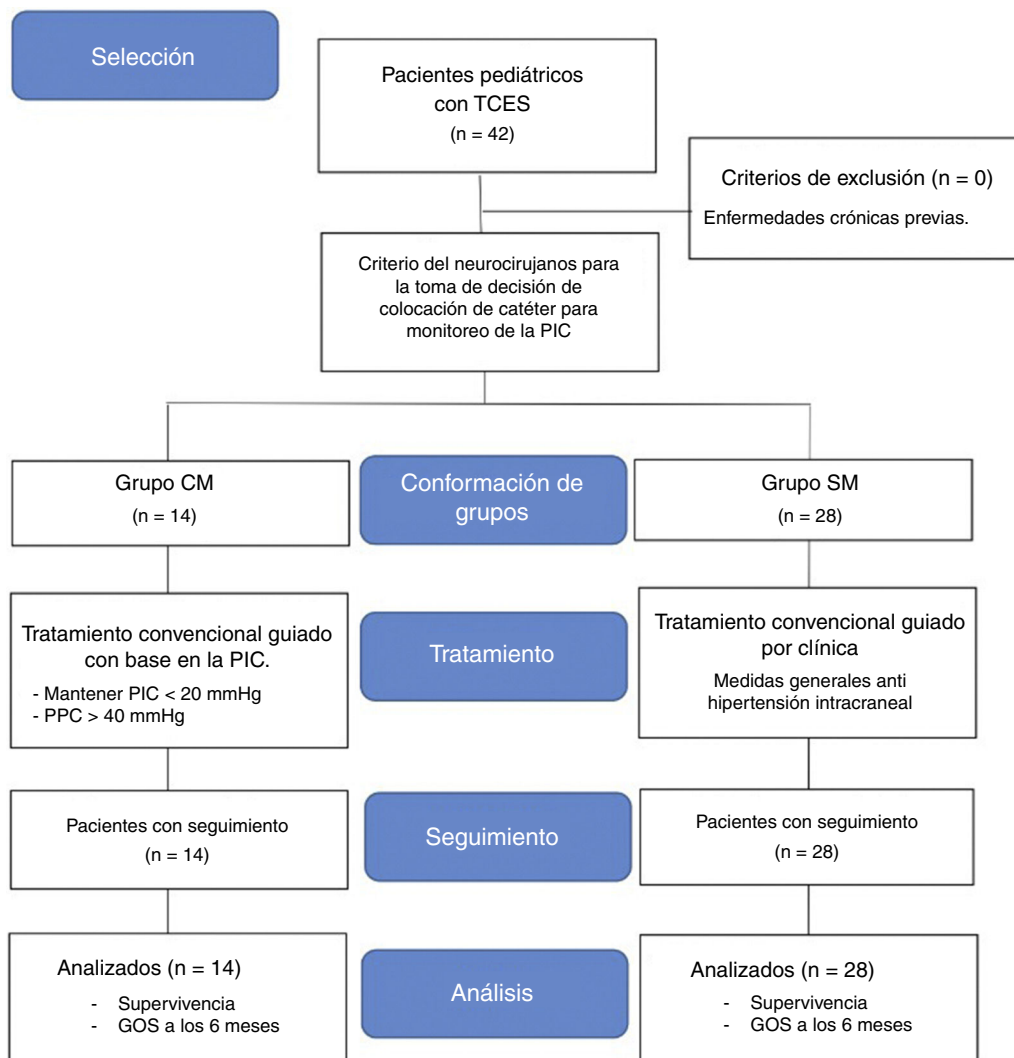 Selección
Pacientes pediátricos
con TCES
(n = 42)
Criterios de exclusión (n = 0)
Enfermedades crónicas previas.
Criterio del neurocirujanos para
la toma de decisión de
colocación de catéter para
monitoreo de la PIC
Grupo CM
(n = 14)
Conformación de
grupos
Grupo SM
(n = 28)
Tratamiento convencional guiado
con base en la PIC.
- Mantener PIC < 20 mmHg
- PPC > 40 mmHg
Tratamiento
Tratamiento convencional guiado
por clínica
Medidas generales anti
hipertensión intracraneal
Pacientes con seguimiento
(n = 14)
Seguimiento
Pacientes con seguimiento
(n = 28)
Analizados (n = 14)
- Supervivencia
- GOS a los 6 meses
Análisis
Analizados (n = 28)
- Supervivencia
- GOS a los 6 meses